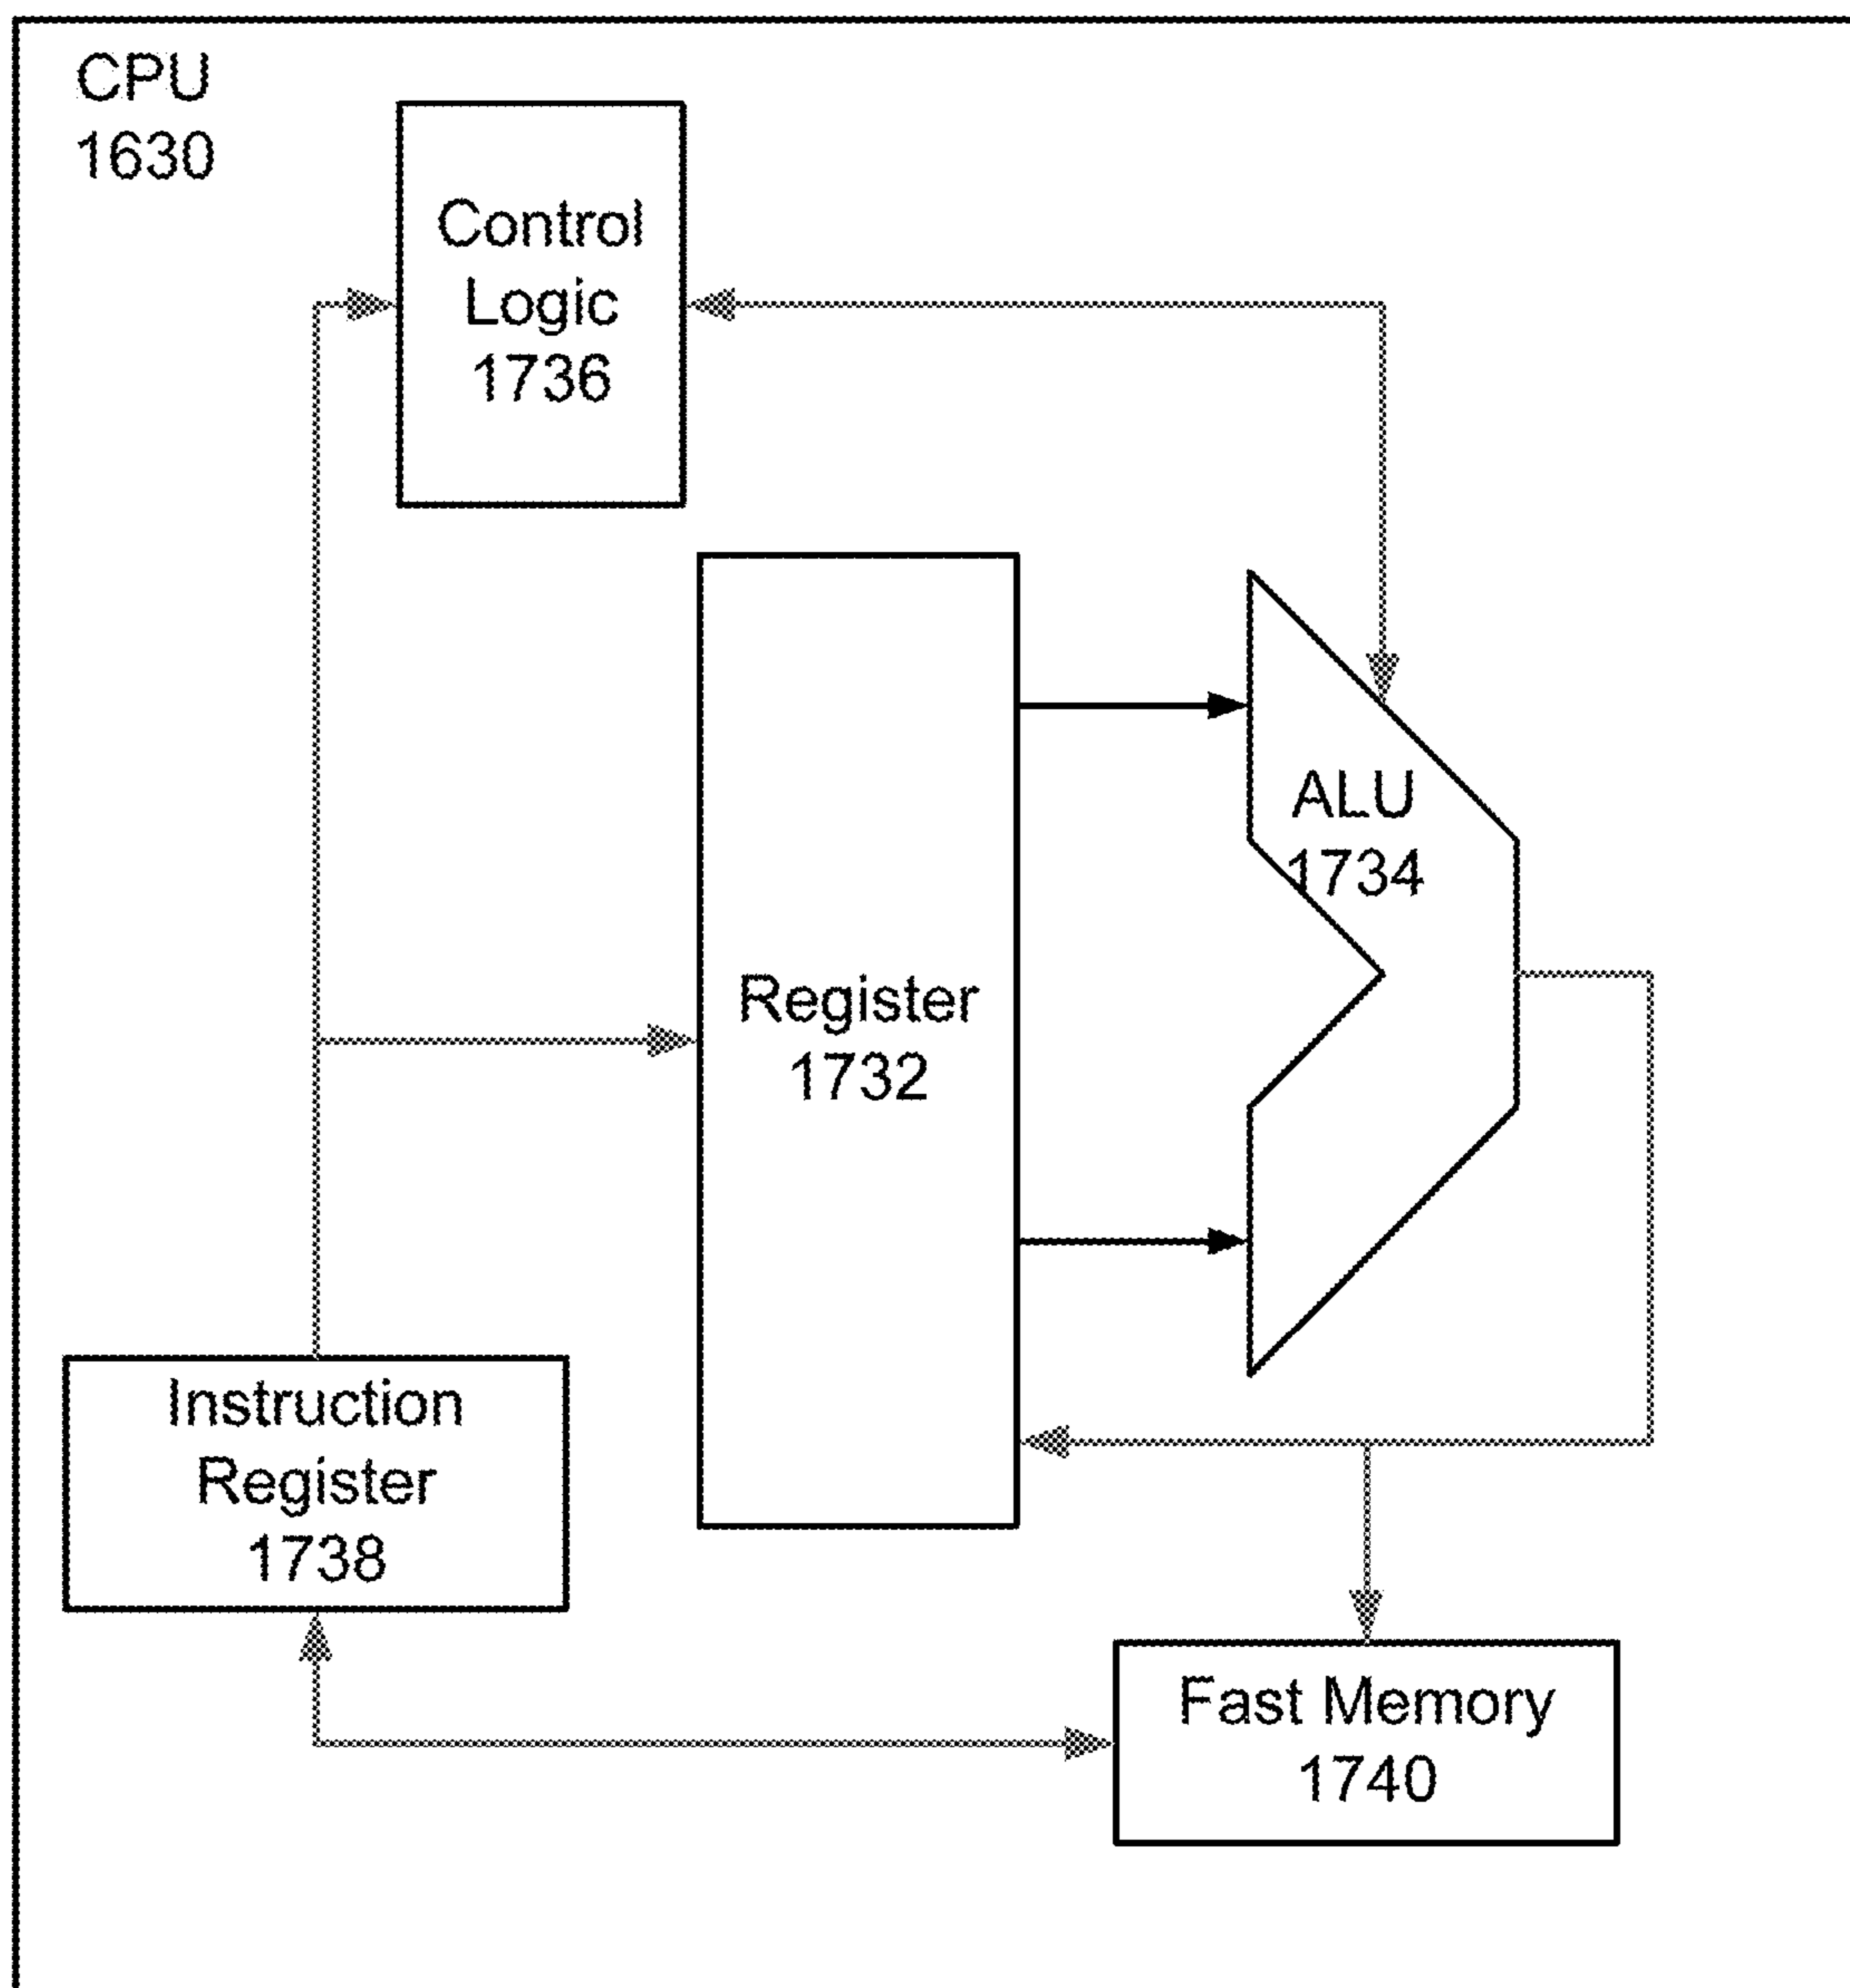 CPU
1630
Control
Logic
1736
ALU
1734
Register
1732
Instruction
Register
1738
Fast Memory
1740